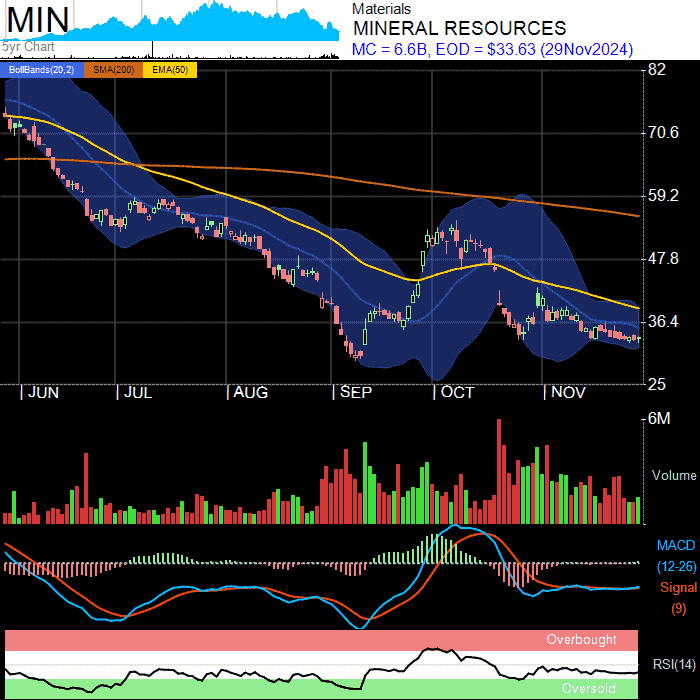 MIN
5yr Chart
Materials
MINERAL RESOURCES
MC = 6.6B, EOD = $33.63 (29Nov2024)
BollBands(20,2) SMA(200) EMA(50)
82
70.6
59.2
47.8
36.4
25
| JUN | JUL | AUG | SEP | OCT | NOV
6M
Volume
MACD
(12-26)
Signal
(9)
Overbought
RSI(14)
Oversold